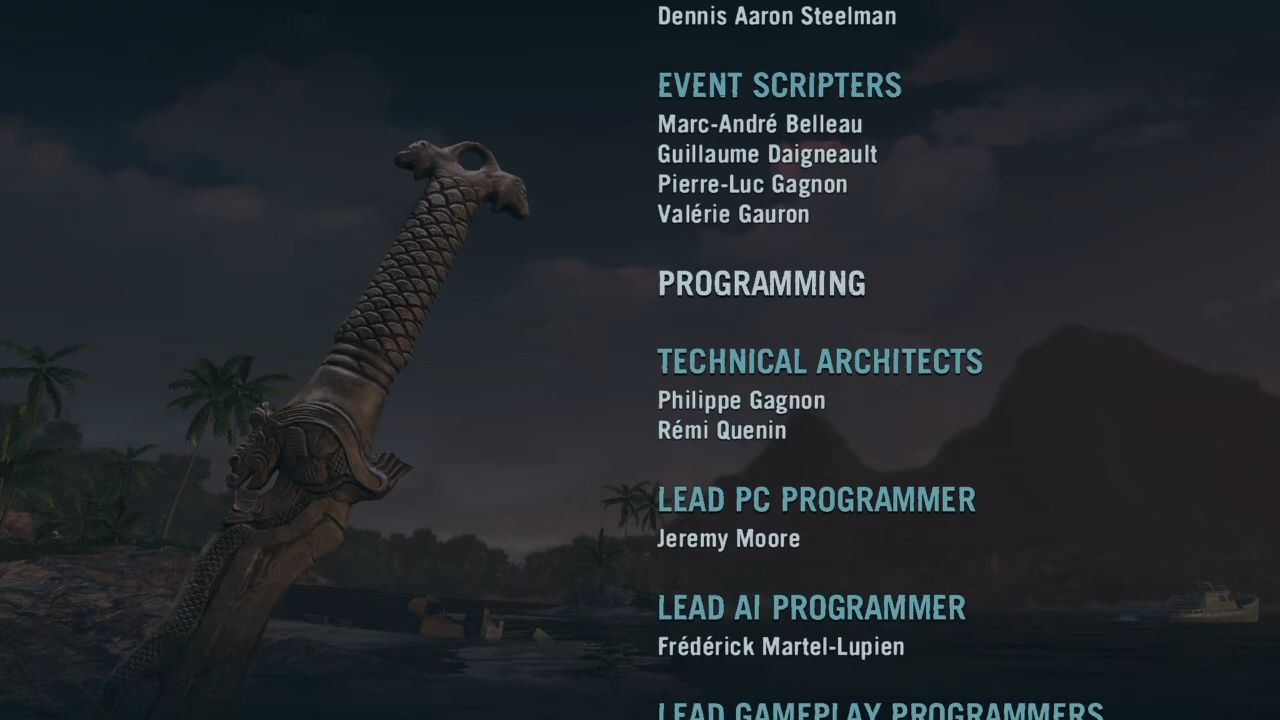 Dennis Aaron Steelman
EVENT SCRIPTERS
Marc-André Belleau
Guillaume Daigneault
Pierre-Luc Gagnon
Valérie Gauron
PROGRAMMING
TECHNICAL ARCHITECTS
Philippe Gagnon
Rémi Quenin
LEAD PC PROGRAMMER
Jeremy Moore
LEAD AI PROGRAMMER
Frédérick Martel-Lupien
LEAD GAMEPLAY PROGRAMMERS